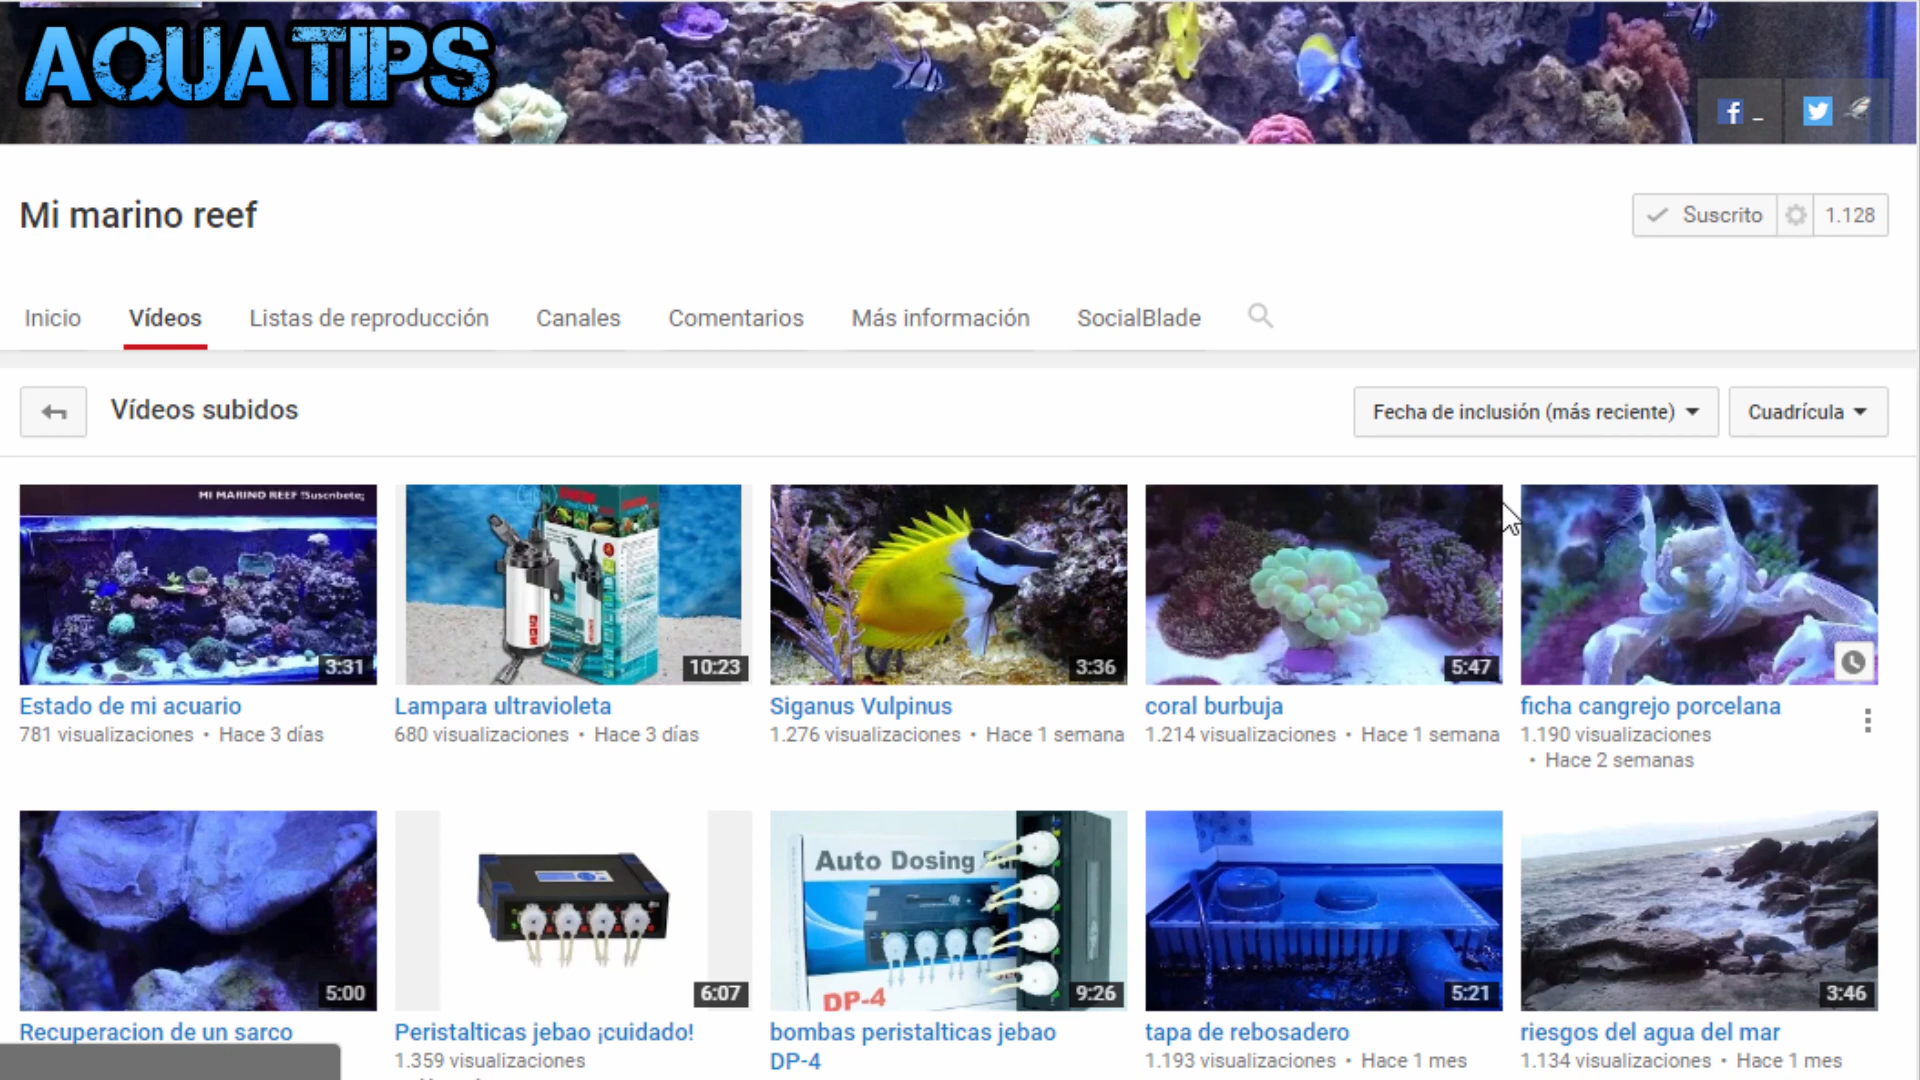 AQUATIPS
Mi marino reef
Suscrito
1.128
Inicio
Vídeos
Listas de reproducción
Canales
Comentarios
Más información
SocialBlade
Vídeos subidos
Fecha de inclusión (más reciente)
Cuadrícula
MI MARINO REEF
3:31
10:23
3:36
5:47
Estado de mi acuario
781 visualizaciones • Hace 3 días
Lampara ultravioleta
680 visualizaciones • Hace 3 días
Siganus Vulpinus
1.276 visualizaciones • Hace 1 semana
coral burbuja
1.214 visualizaciones • Hace 1 semana
ficha cangrejo porcelana
1.190 visualizaciones
• Hace 2 semanas
5:00
6:07
Auto Dosing
DP-4
9:26
5:21
3:46
Recuperacion de un sarco
Peristalticas jebao ¡cuidado!
1.359 visualizaciones
bombas peristalticas jebao
DP-4
tapa de rebosadero
1.193 visualizaciones • Hace 1 mes
riesgos del agua del mar
1.134 visualizaciones • Hace 1 mes